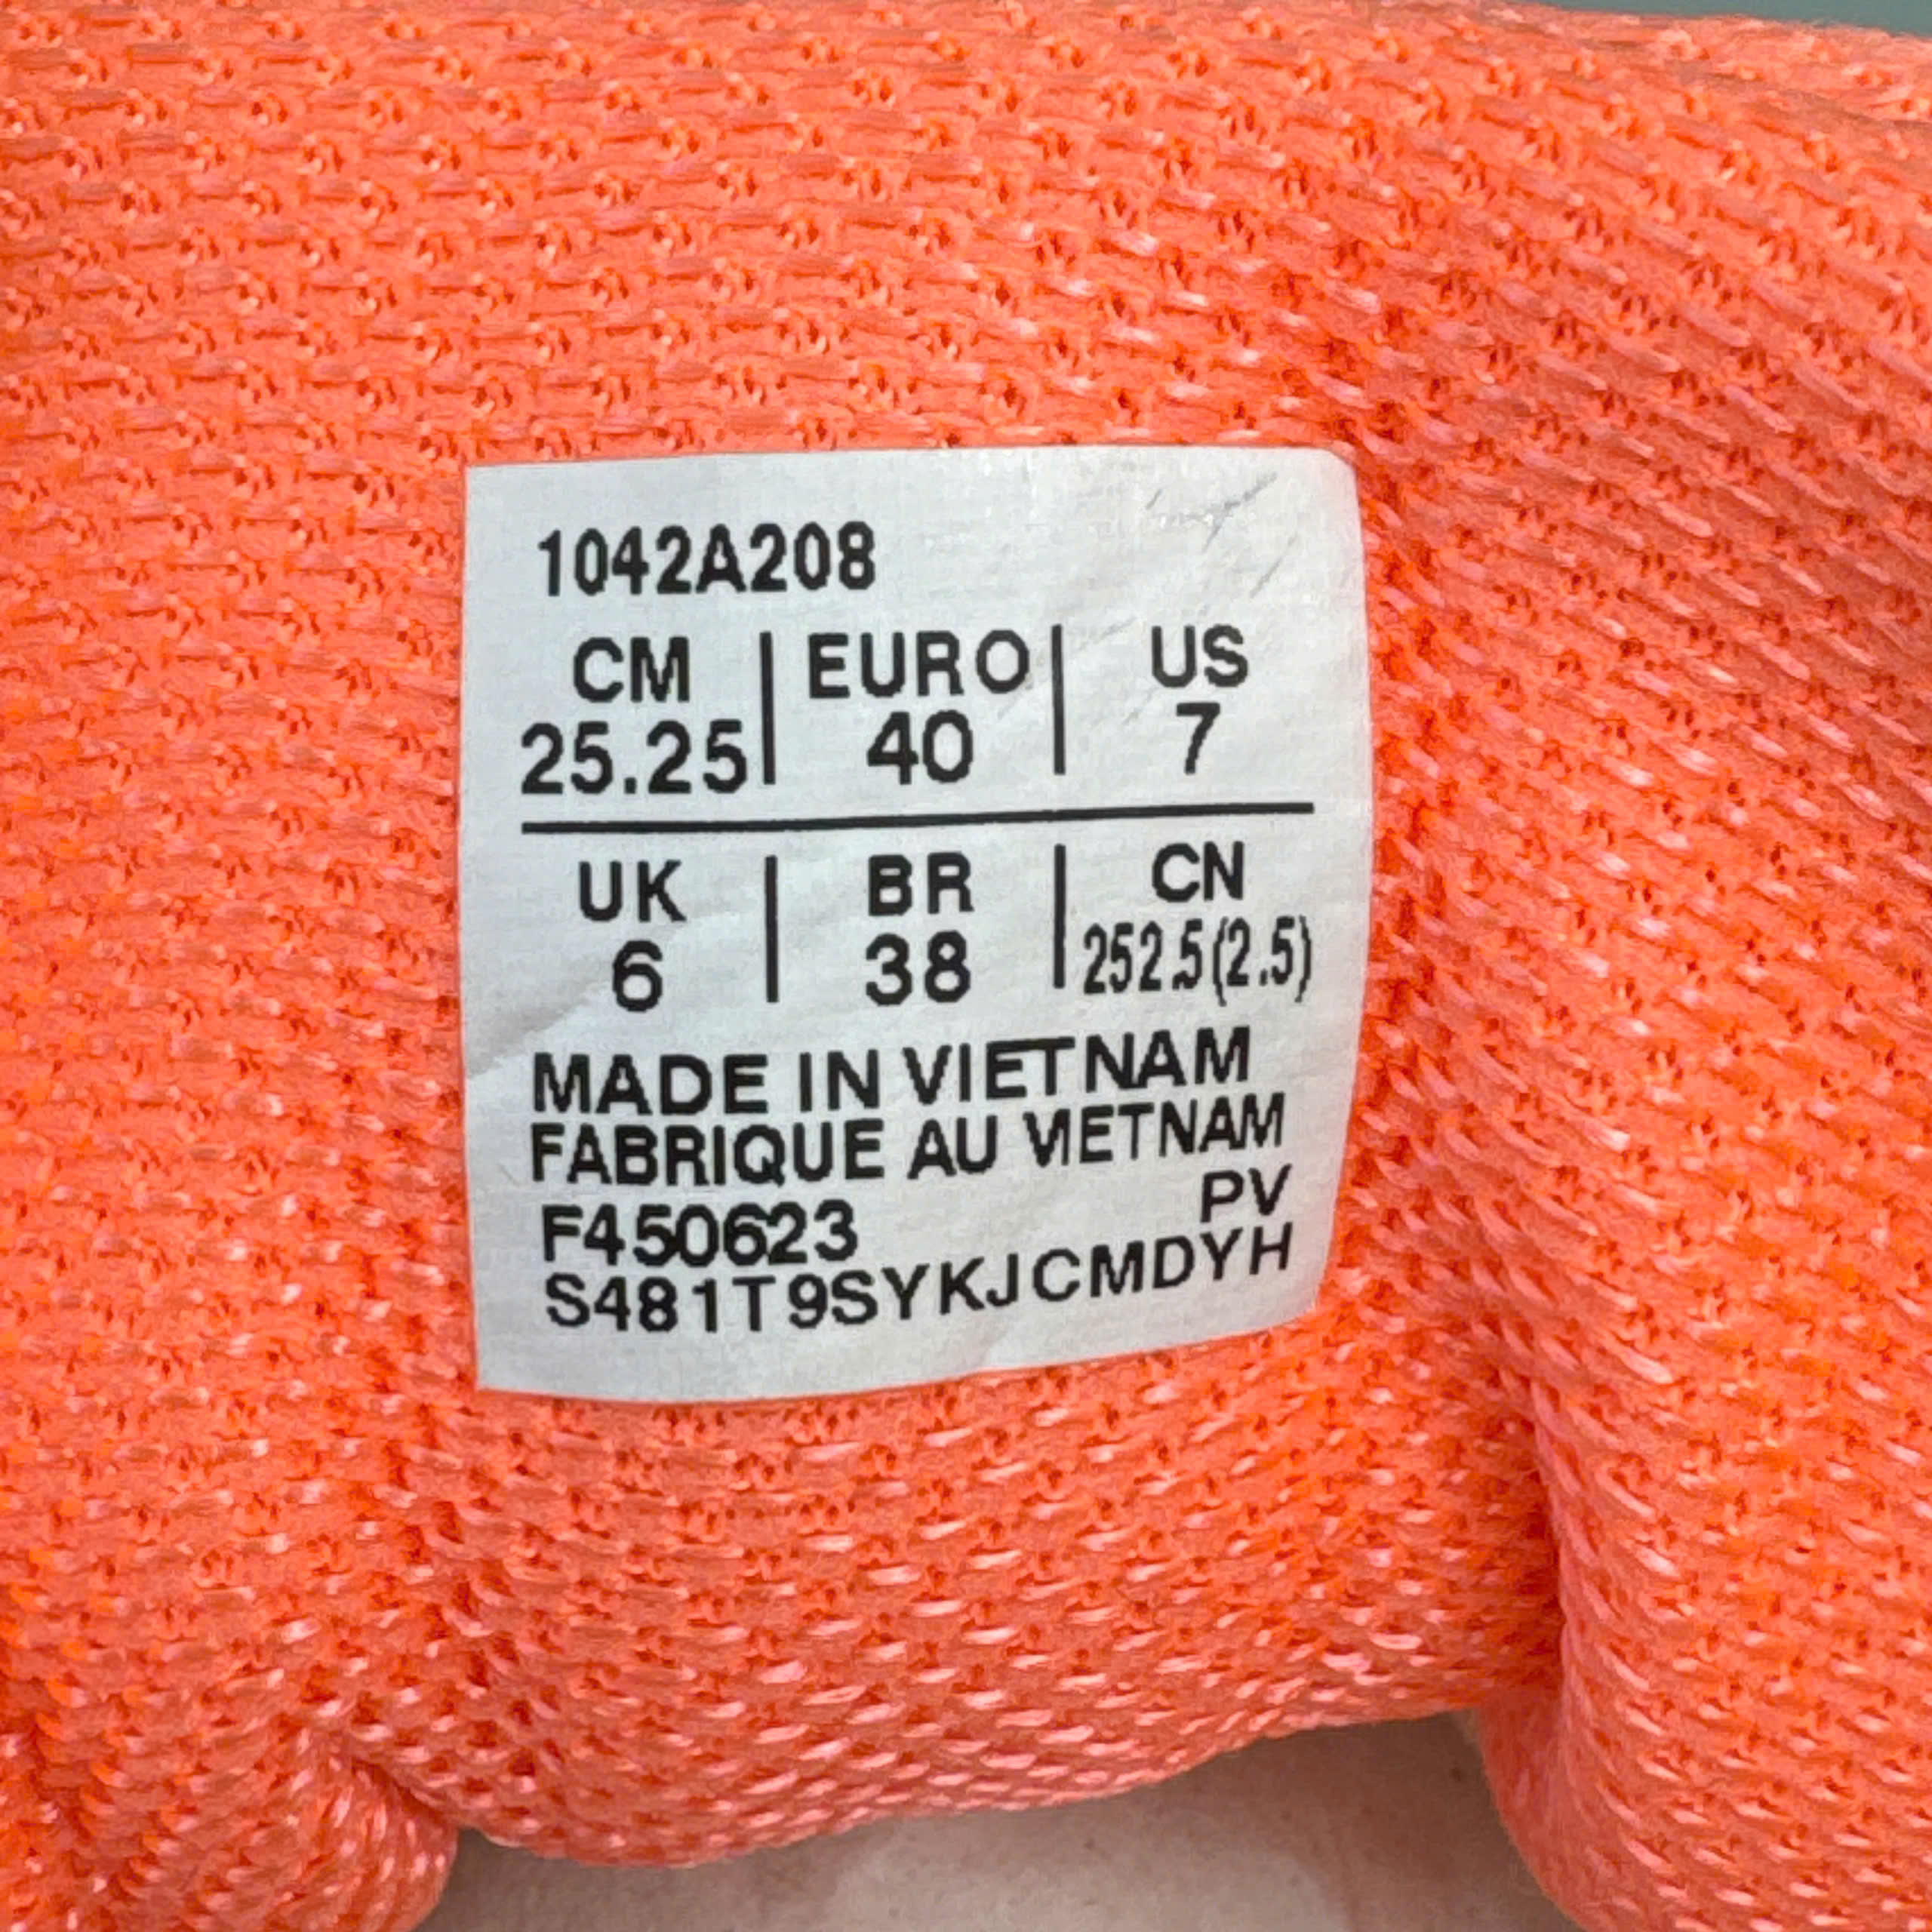 1042A208
CM | EURO | US
25.25 | 40 | 7
UK | BR | CN
6 | 38 | 252.5(2.5)
MADE IN VIETNAM
FABRIQUE AU VIETNAM
F450623 PV
S481T9SYKJCMDYH